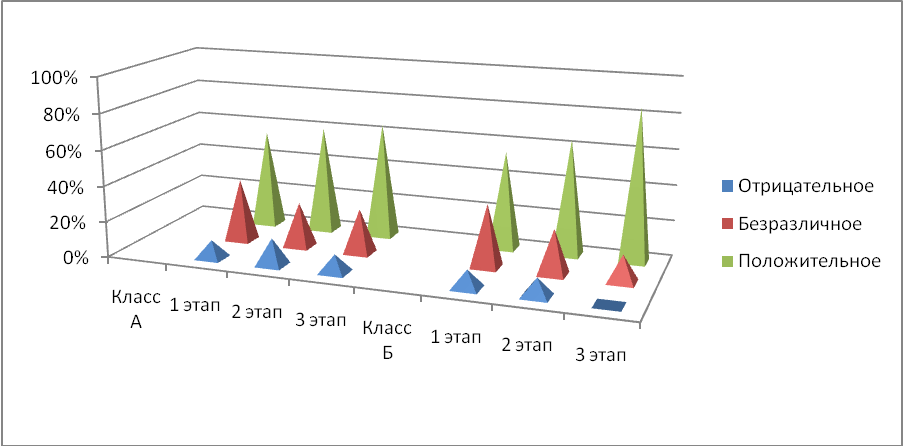 100%
80%
60%
40%
20%
0%
Класс
А
1 этап
2 этап
3 этап
Класс
Б
1 этап
2 этап
3 этап
Отрицательное
Безразличное
Положительное